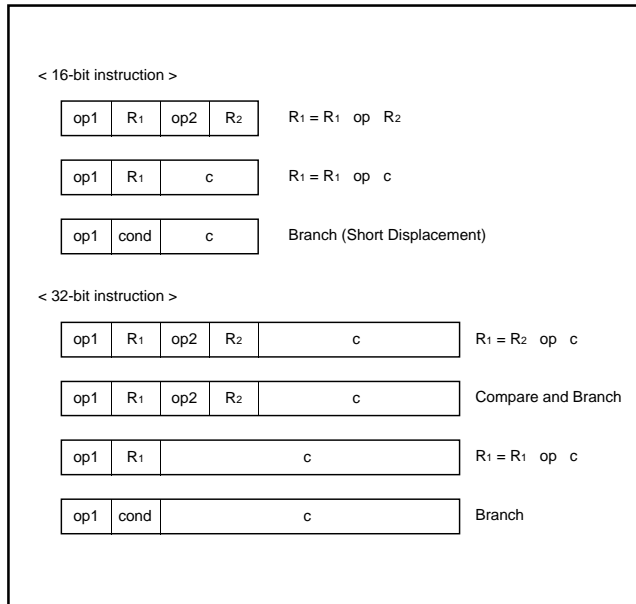 < 16-bit instruction >
op1 R1 op2 R2 R1 = R1 op R2
op1 R1 c R1 = R1 op c
op1 cond c Branch (Short Displacement)
< 32-bit instruction >
op1 R1 op2 R2 c R1 = R2 op c
op1 R1 op2 R2 c Compare and Branch
op1 R1 c R1 = R1 op c
op1 cond c Branch